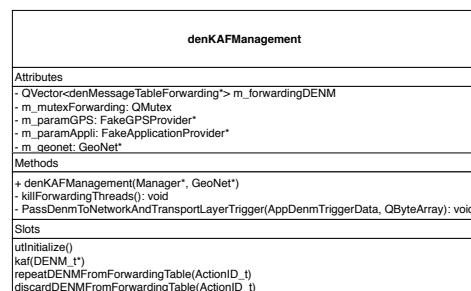 denKAFManagement
Attributes
- QVector<denMessageTableForwarding*> m_forwardingDENM
- m_mutexForwarding: QMutex
- m_paramGPS: FakeGPSProvider*
- m_paramAppli: FakeApplicationProvider*
- m_geonet: GeoNet*
Methods
+ denKAFManagement(Manager*, GeoNet*)
- killForwardingThreads(): void
- PassDenmToNetworkAndTransportLayerTrigger(AppDenmTriggerData, QByteArray): void
Slots
utInitialize()
kaf(DENM_t*)
repeatDENMFromForwardingTable(ActionID_t)
discardDENMFromForwardingTable(ActionID_t)